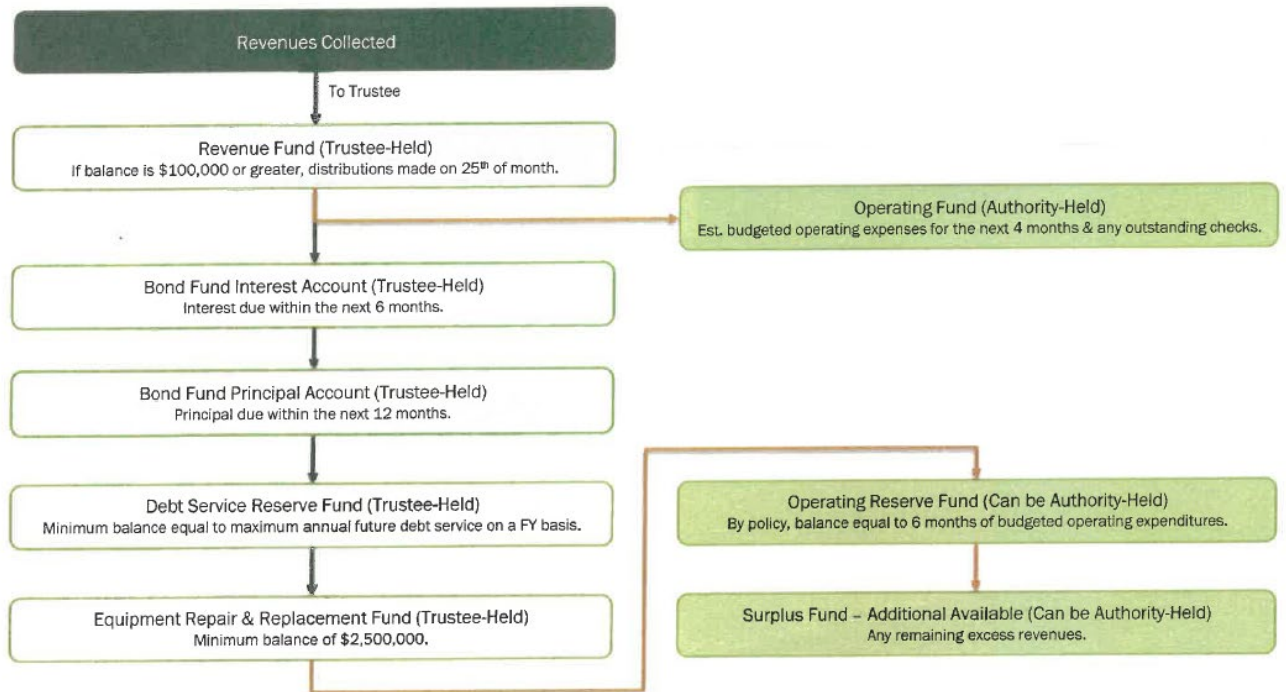 Revenues Collected
To Trustee
Revenue Fund (Trustee-Held)
If balance is $100,000 or greater, distributions made on 25th of month.
Operating Fund (Authority-Held)
Est. budgeted operating expenses for the next 4 months & any outstanding checks.
Bond Fund Interest Account (Trustee-Held)
Interest due within the next 6 months.
Bond Fund Principal Account (Trustee-Held)
Principal due within the next 12 months.
Debt Service Reserve Fund (Trustee-Held)
Minimum balance equal to maximum annual future debt service on a FY basis.
Operating Reserve Fund (Can be Authority-Held)
By policy, balance equal to 6 months of budgeted operating expenditures.
Equipment Repair & Replacement Fund (Trustee-Held)
Minimum balance of $2,500,000.
Surplus Fund – Additional Available (Can be Authority-Held)
Any remaining excess revenues.